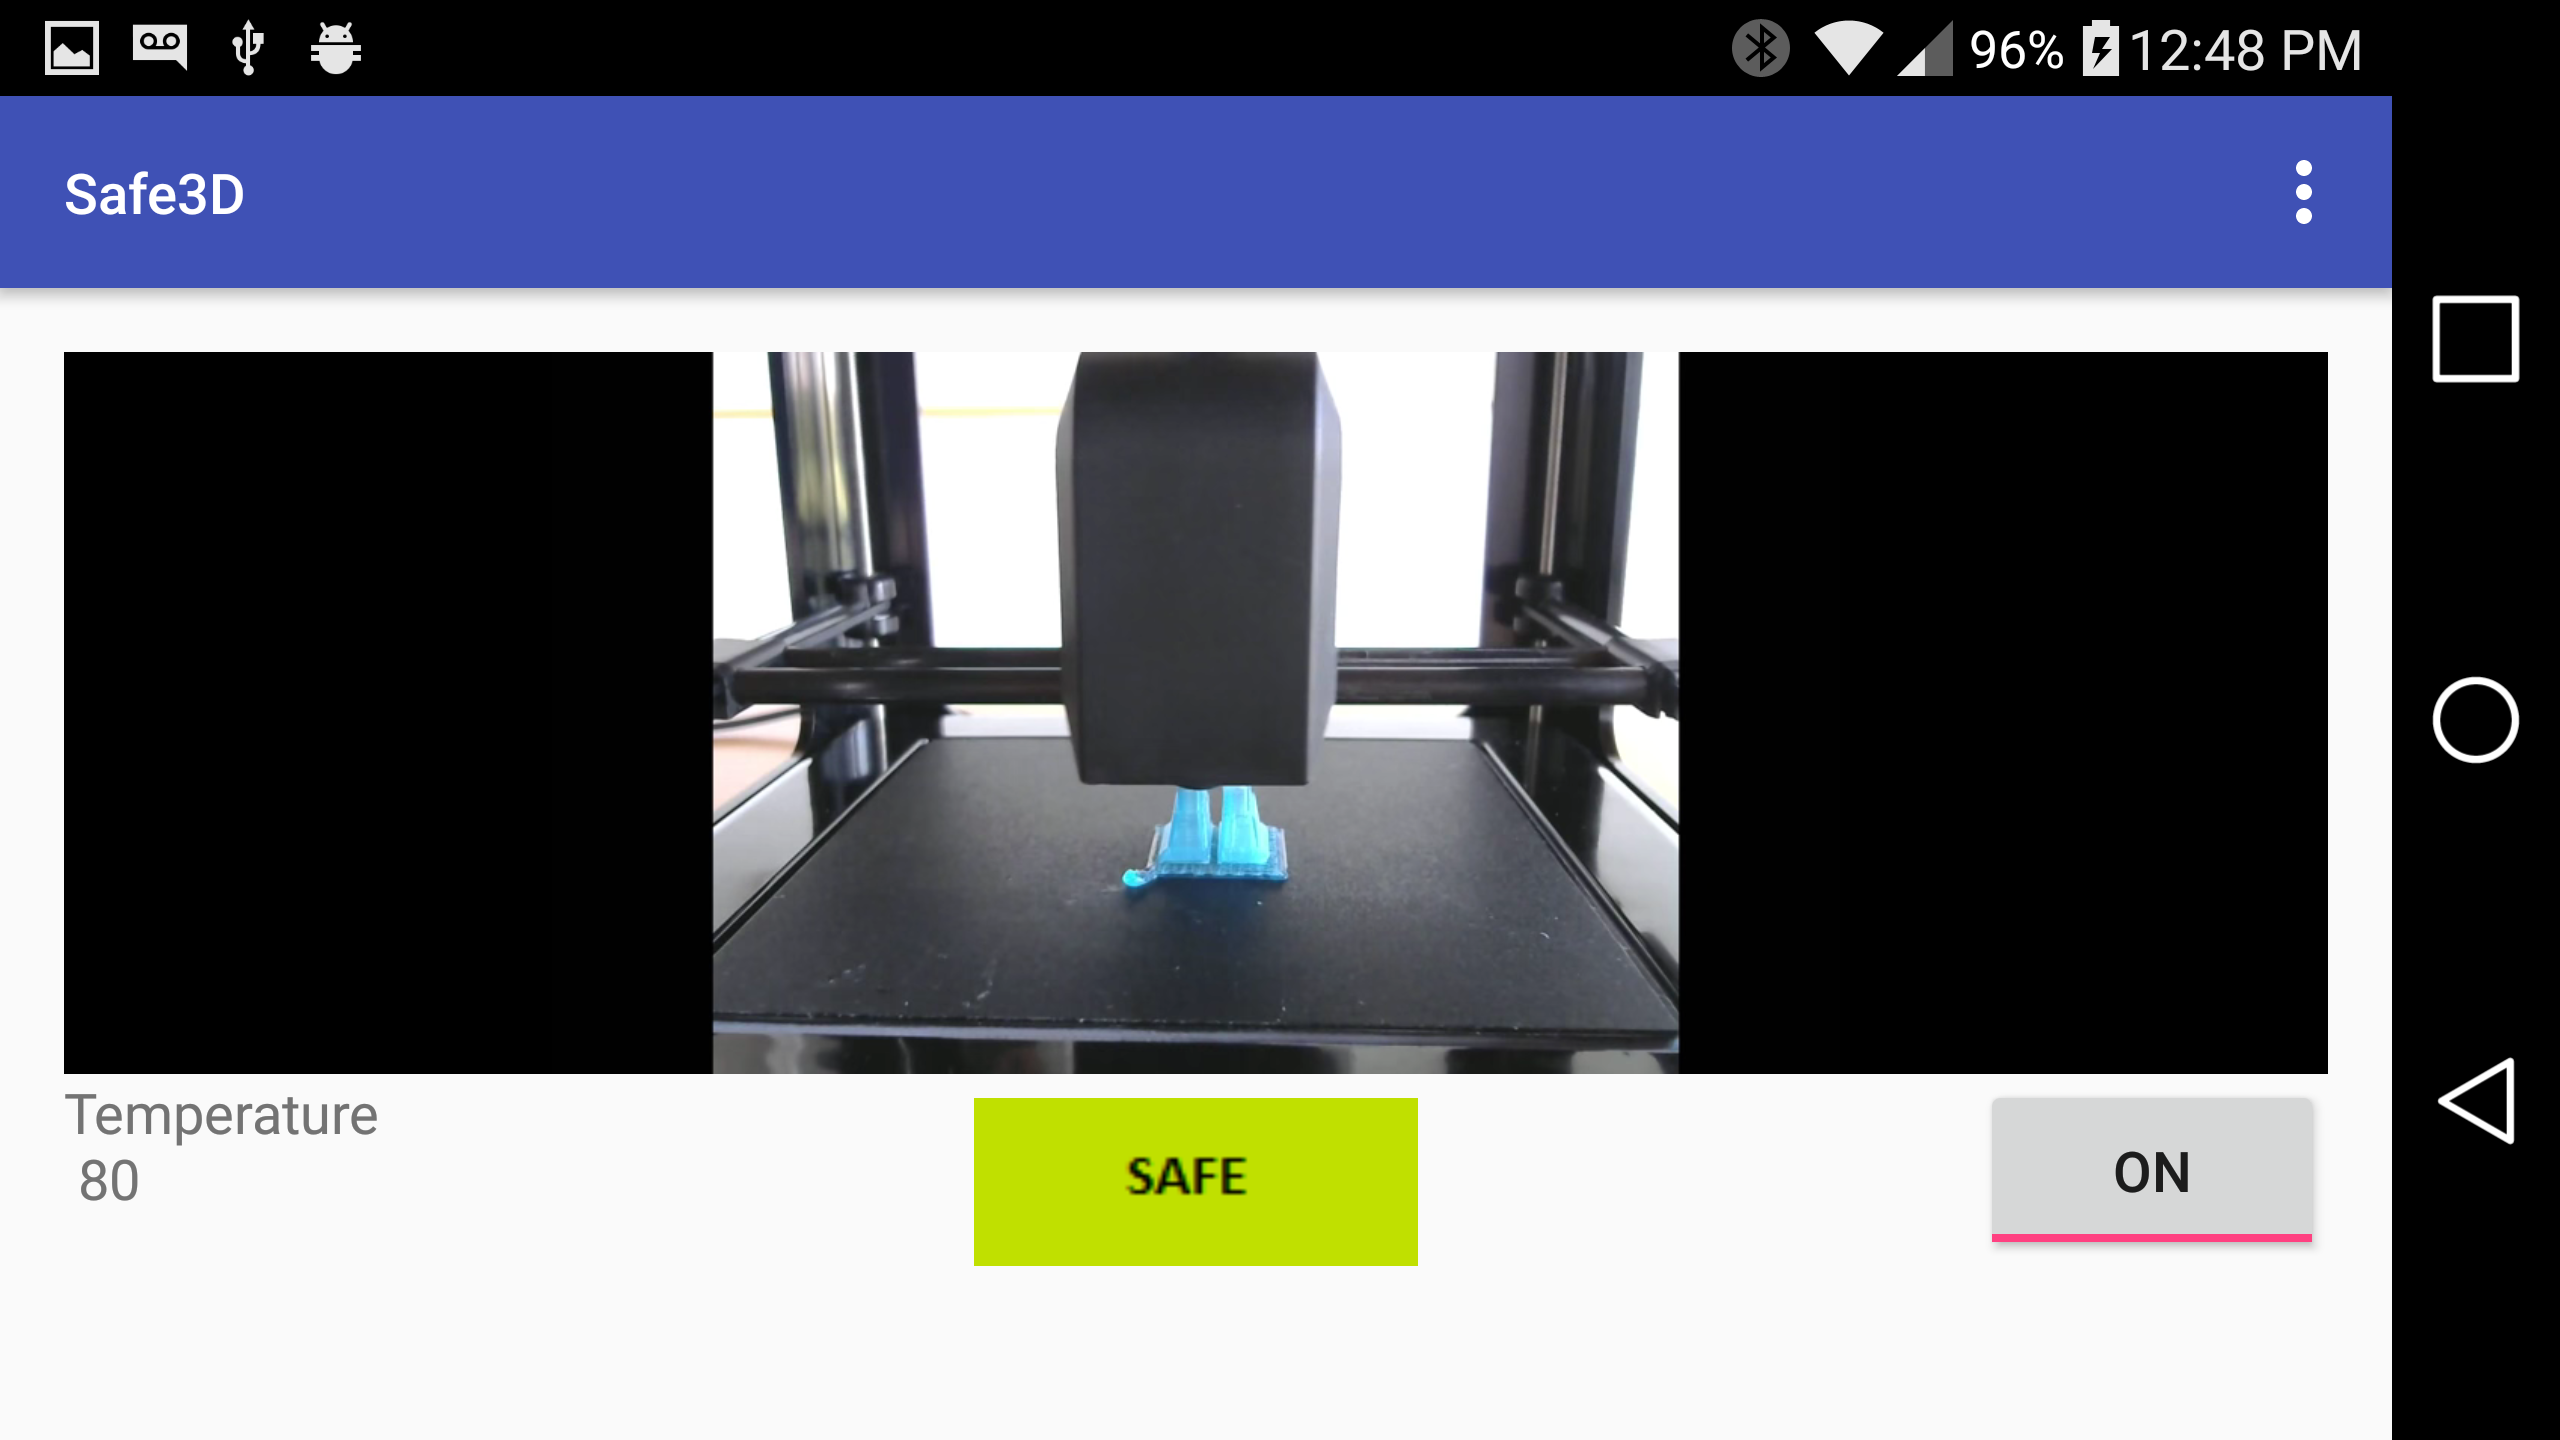 96% 12:48 PM
Safe3D
Temperature
80
SAFE
ON